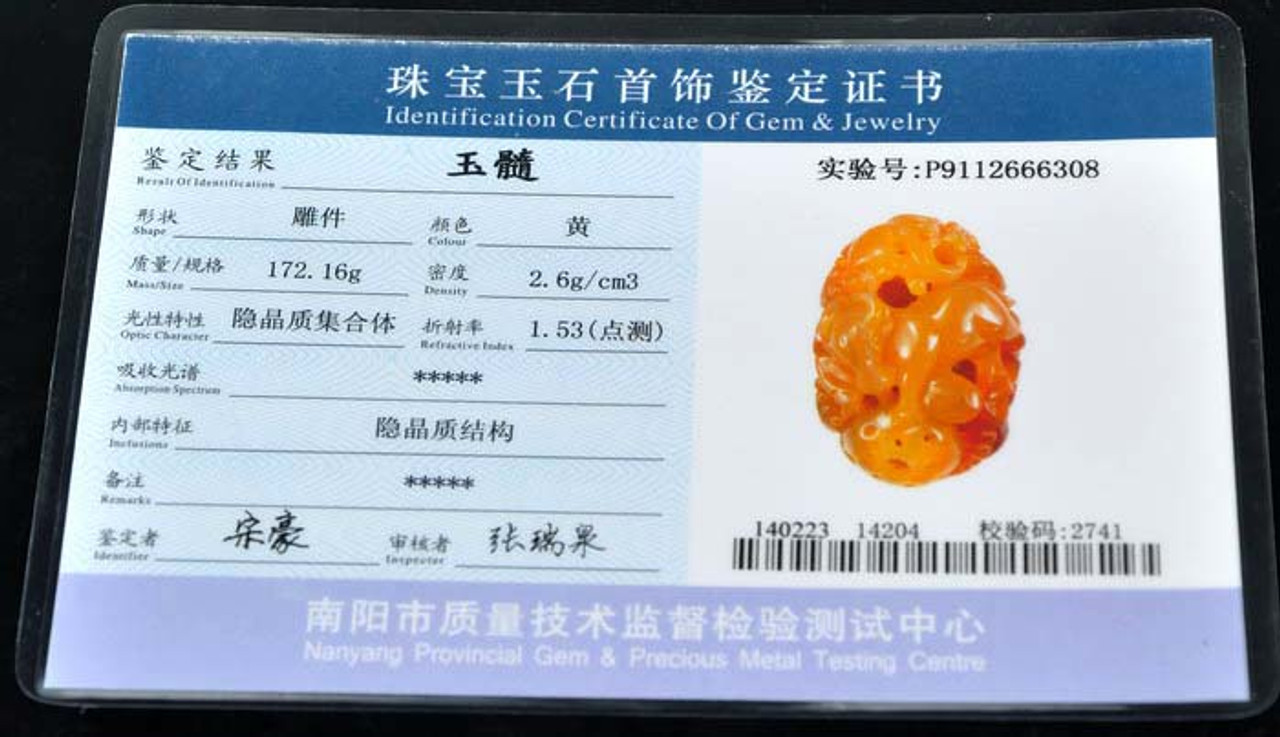 珠宝玉石首饰鉴定证书
Identification Certificate Of Gem & Jewelry
鉴定结果 玉髓
Result Of Identification
实验号:P9112666308
形状 雕件 颜色 黄
Shape Colour
质量/规格 172.16g 密度 2.6g/cm3
Mass/Size Density
光性特性 隐晶质集合体 折射率 1.53(点测)
Optic Character Refractive Index
吸收光谱 *****
Absorption Spectrum
内部特征 隐晶质结构
Inclusions
备注 *****
Remarks
鉴定者 宋豪 审核者 张瑞果
Identifier Inspector
140223 14204 校验码:2741
南阳市质量技术监督检验测试中心
Nanyang Provincial Gem & Precious Metal Testing Centre